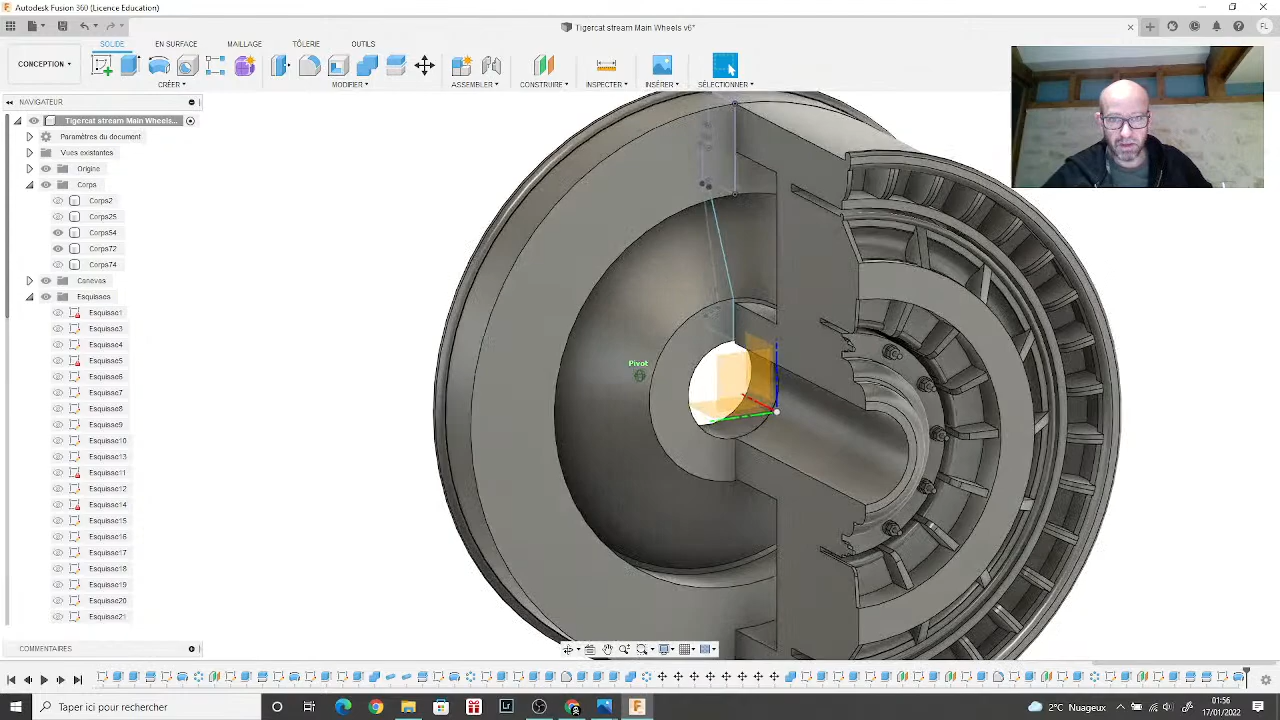 Autodesk Fusion 360 (Licence Education)
Tigercat stream Main Wheels v6*
SOLIDE EN SURFACE MAILLAGE TÔLERIE OUTILS
CONCEPTION
CRÉER MODIFIER ASSEMBLER CONSTRUIRE INSPECTER INSÉRER SÉLECTIONNER
NAVIGATEUR
Tigercat stream Main Wheels...
Paramètres du document
Vues existantes
Origine
Corps
Corps2
Corps25
Corps54
Corps72
Corps74
Canevas
Esquisses
Esquisse1
Esquisse3
Esquisse4
Esquisse5
Esquisse6
Esquisse7
Esquisse8
Esquisse9
Esquisse10
Esquisse13
Esquisse11
Esquisse12
Esquisse14
Esquisse15
Esquisse16
Esquisse17
Esquisse18
Esquisse19
Esquisse20
Esquisse21
Pivot
COMMENTAIRES
Taper ici pour rechercher
2°C Nuageux
01:56
17/01/2022